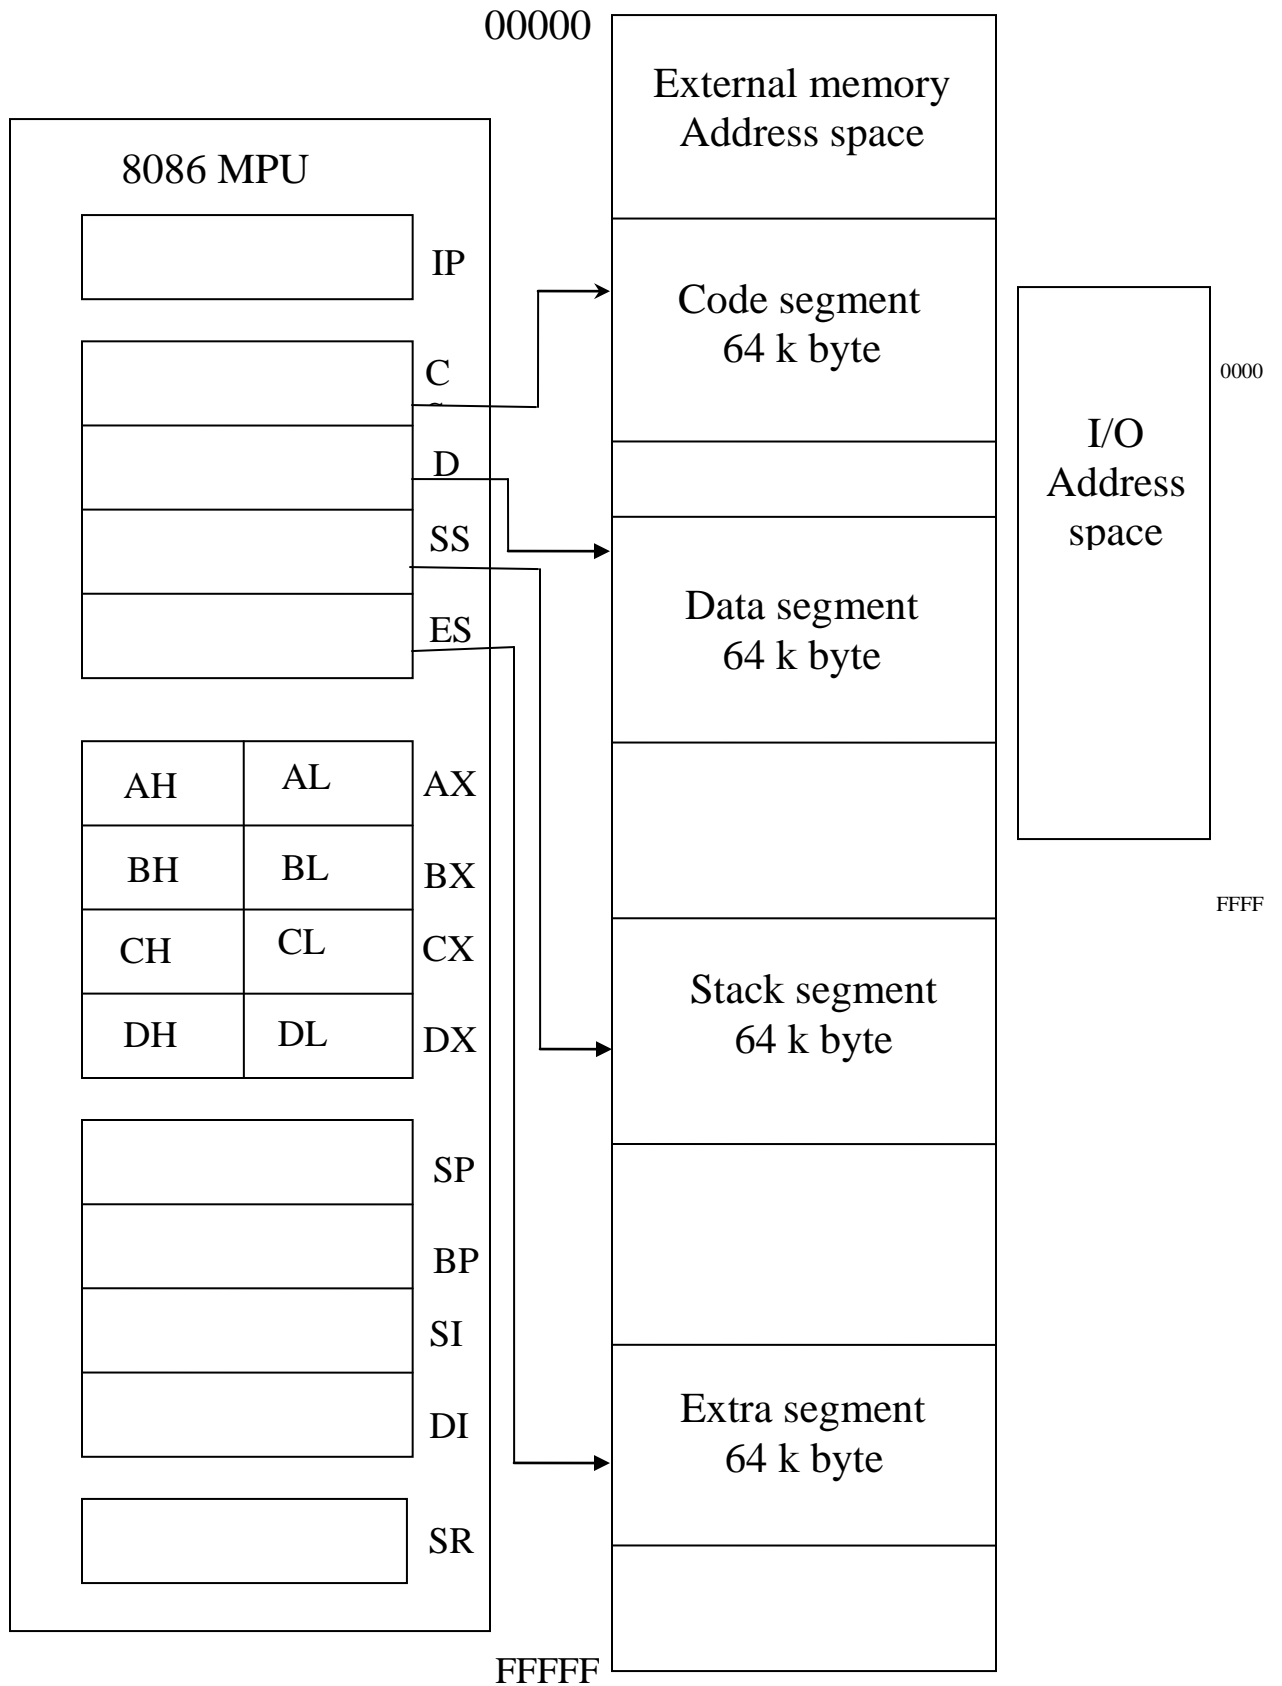 00000
External memory
Address space
8086 MPU
IP
Code segment
64 k byte
C
D
SS
ES
0000
I/O
Address
space
Data segment
64 k byte
AH
AL
AX
BH
BL
BX
CH
CL
CX
DH
DL
DX
FFFF
Stack segment
64 k byte
SP
BP
SI
DI
SR
Extra segment
64 k byte
FFFFF